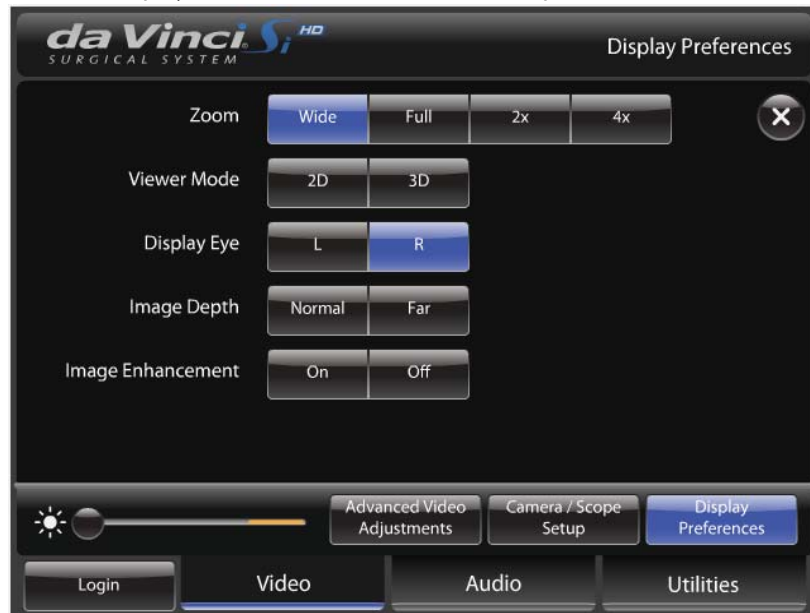 da Vinci. Si HD
SURGICAL SYSTEM
Display Preferences
Zoom Wide Full 2x 4x
Viewer Mode 2D 3D
Display Eye L R
Image Depth Normal Far
Image Enhancement On Off
Advanced Video
Adjustments
Camera / Scope
Setup
Display
Preferences
Login Video Audio Utilities